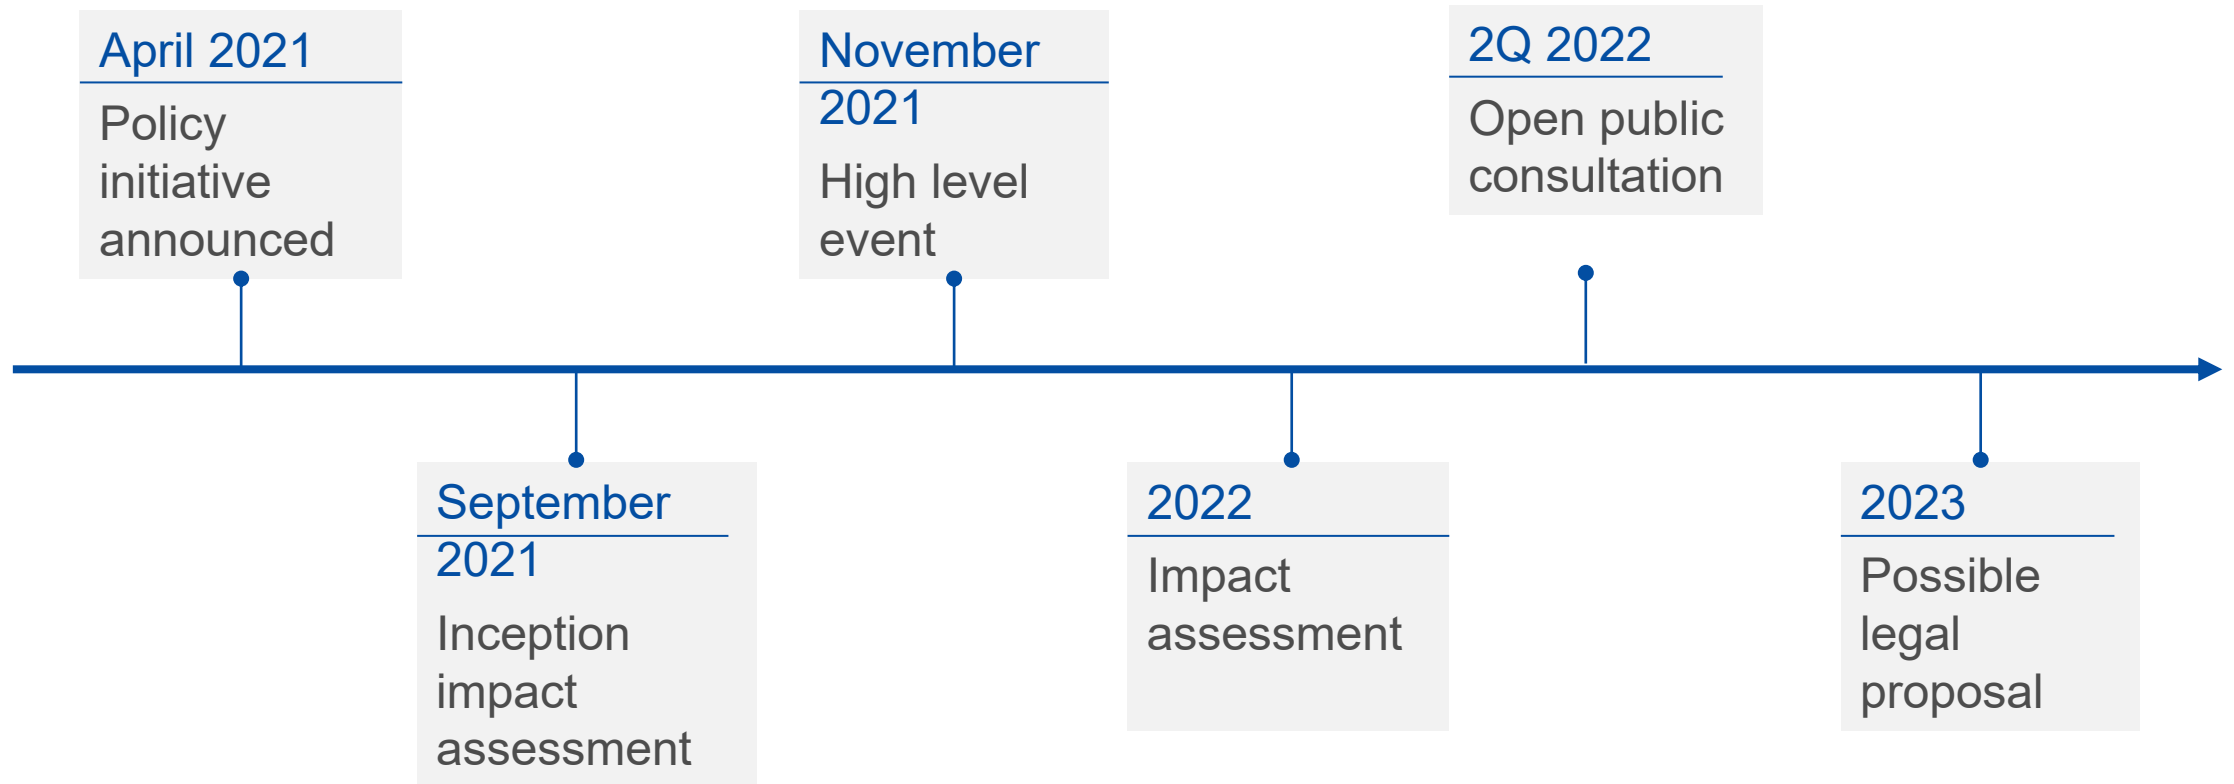 April 2021
Policy
initiative
announced
September
2021
Inception
impact
assessment
November
2021
High level
event
2022
Impact
assessment
2Q 2022
Open public
consultation
2023
Possible
legal
proposal